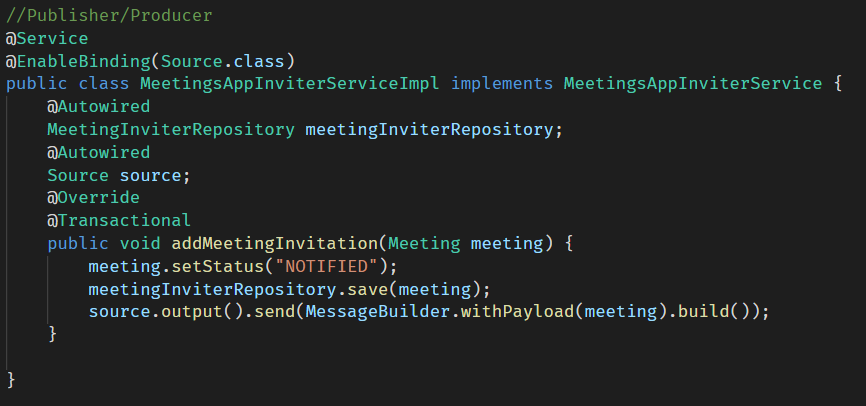 //Publisher/Producer
@Service
@EnableBinding(Source.class)
public class MeetingsAppInviterServiceImpl implements MeetingsAppInviterService {
    @Autowired
    MeetingInviterRepository meetingInviterRepository;
    @Autowired
    Source source;
    @Override
    @Transactional
    public void addMeetingInvitation(Meeting meeting) {
        meeting.setStatus("NOTIFIED");
        meetingInviterRepository.save(meeting);
        source.output().send(MessageBuilder.withPayload(meeting).build());
    }
}